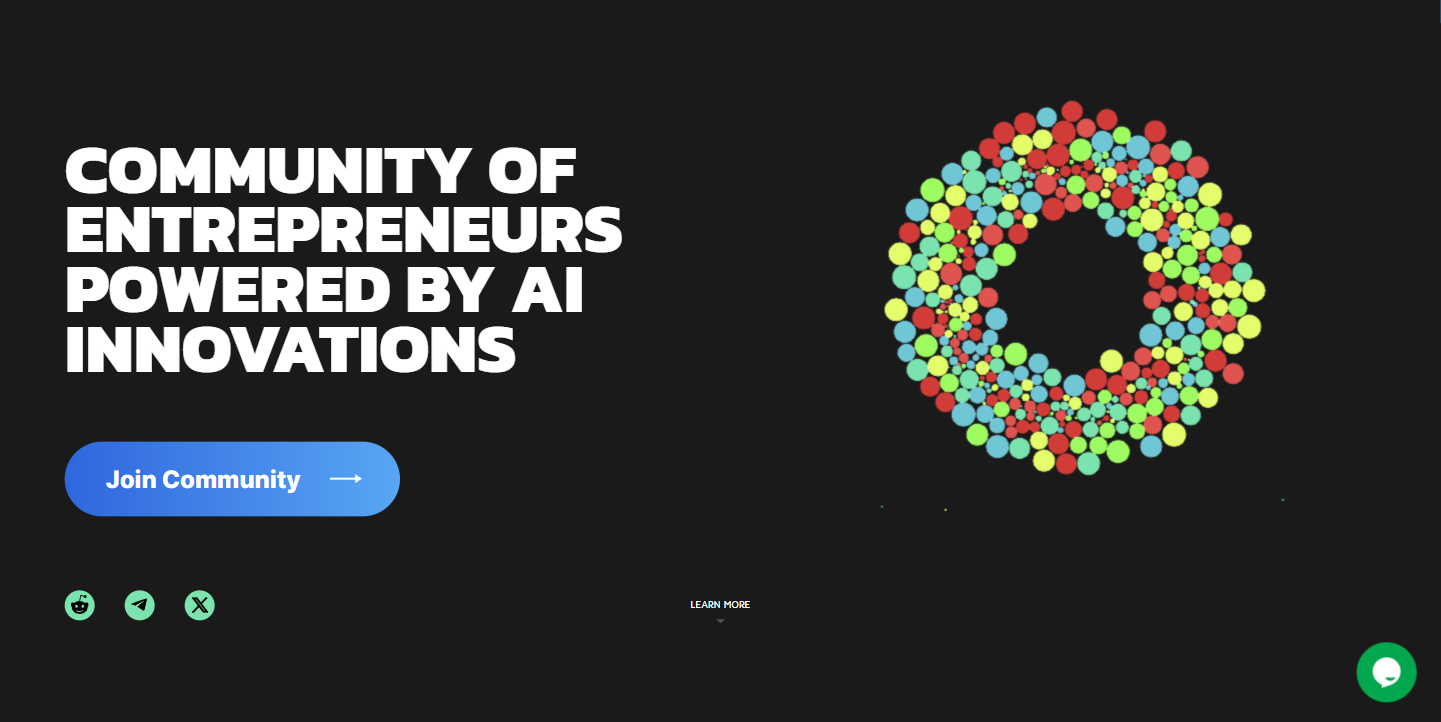 COMMUNITY OF
ENTREPRENEURS
POWERED BY AI
INNOVATIONS
Join Community
LEARN MORE